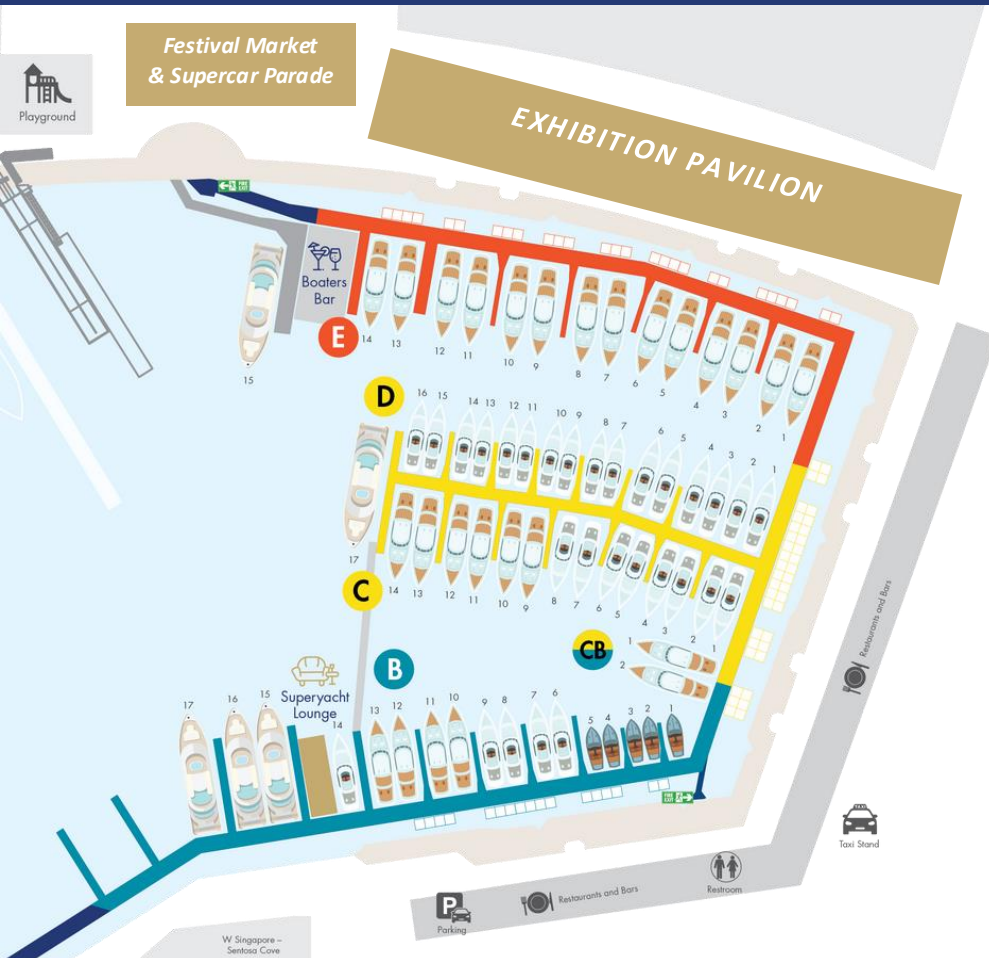 Festival Market
& Supercar Parade
Playground
EXHIBITION PAVILION
FIRE
EXIT
Boaters
Bar
E
14
13
12
11
10
9
8
7
6
5
4
3
2
1
15
D
16
15
14
13
12
11
10
9
8
7
6
5
4
3
2
1
17
C
14
13
12
11
10
9
8
7
6
5
4
3
2
1
CB
1
2
Restaurants and Bars
B
Superyacht
Lounge
17
16
15
14
13
12
11
10
9
8
7
6
5
4
3
2
1
FIRE
EXIT
Taxi Stand
Restroom
Restaurants and Bars
P
Parking
W Singapore –
Sentosa Cove